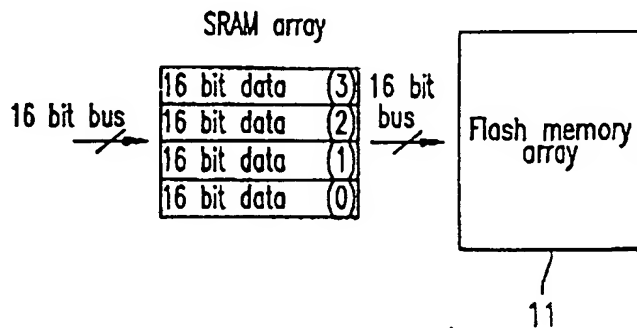 SRAM array
16 bit bus
16 bit data (3)
16 bit data (2)
16 bit data (1)
16 bit data (0)
16 bit
bus
Flash memory
array
11